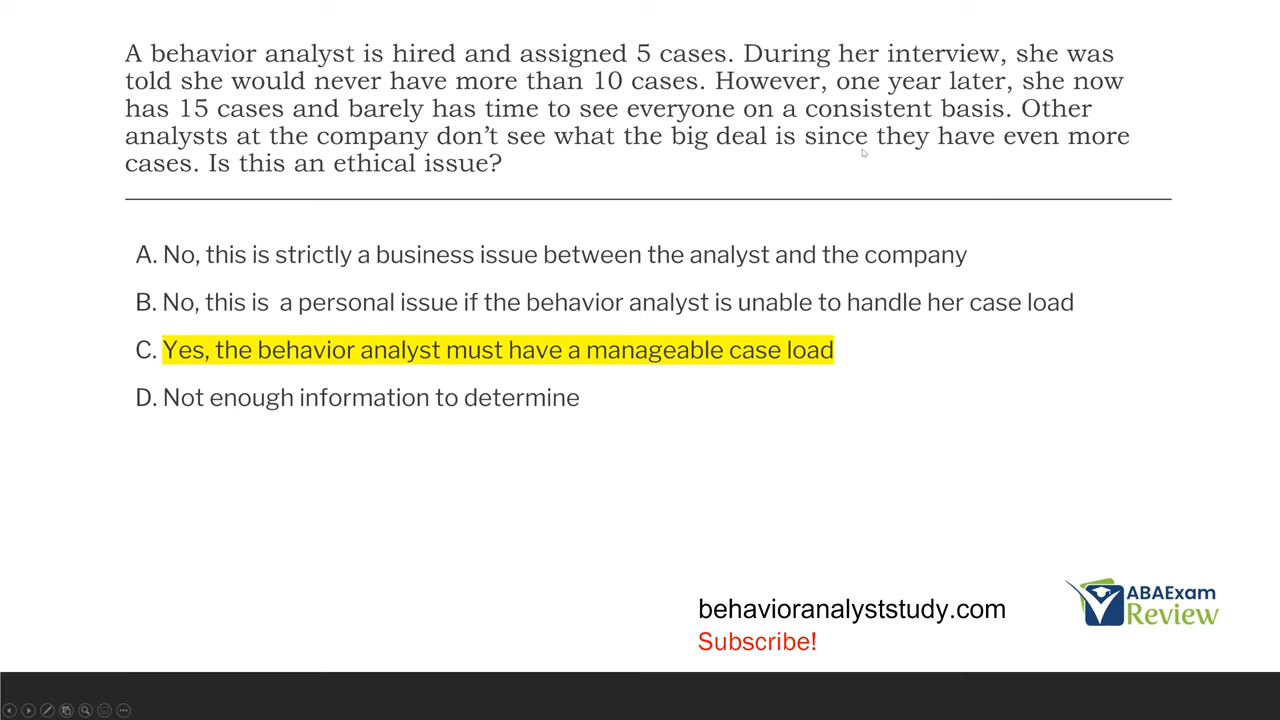 A behavior analyst is hired and assigned 5 cases. During her interview, she was
told she would never have more than 10 cases. However, one year later, she now
has 15 cases and barely has time to see everyone on a consistent basis. Other
analysts at the company don’t see what the big deal is since they have even more
cases. Is this an ethical issue?
A. No, this is strictly a business issue between the analyst and the company
B. No, this is  a personal issue if the behavior analyst is unable to handle her case load
C. Yes, the behavior analyst must have a manageable case load
D. Not enough information to determine
behavioranalyststudy.com
Subscribe!
ABAExam
Review